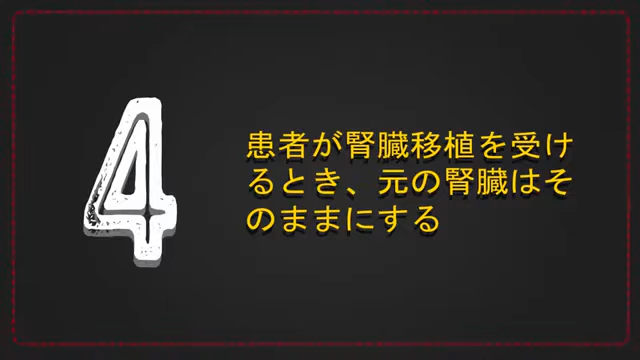 4
患者が腎臓移植を受け
るとき、元の腎臓はそ
のままにする